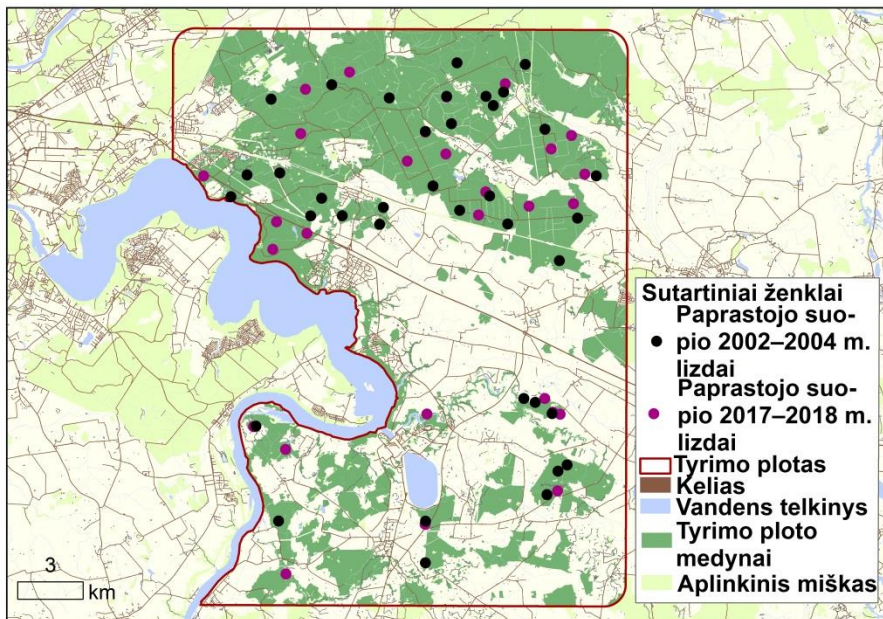 Sutartiniai ženklai
Paprastojo suo-
pio 2002–2004 m.
lizdai
Paprastojo suo-
pio 2017–2018 m.
lizdai
Tyrimo plotas
Kelias
Vandens telkinys
Tyrimo ploto
medynai
Aplinkinis miškas
3
km